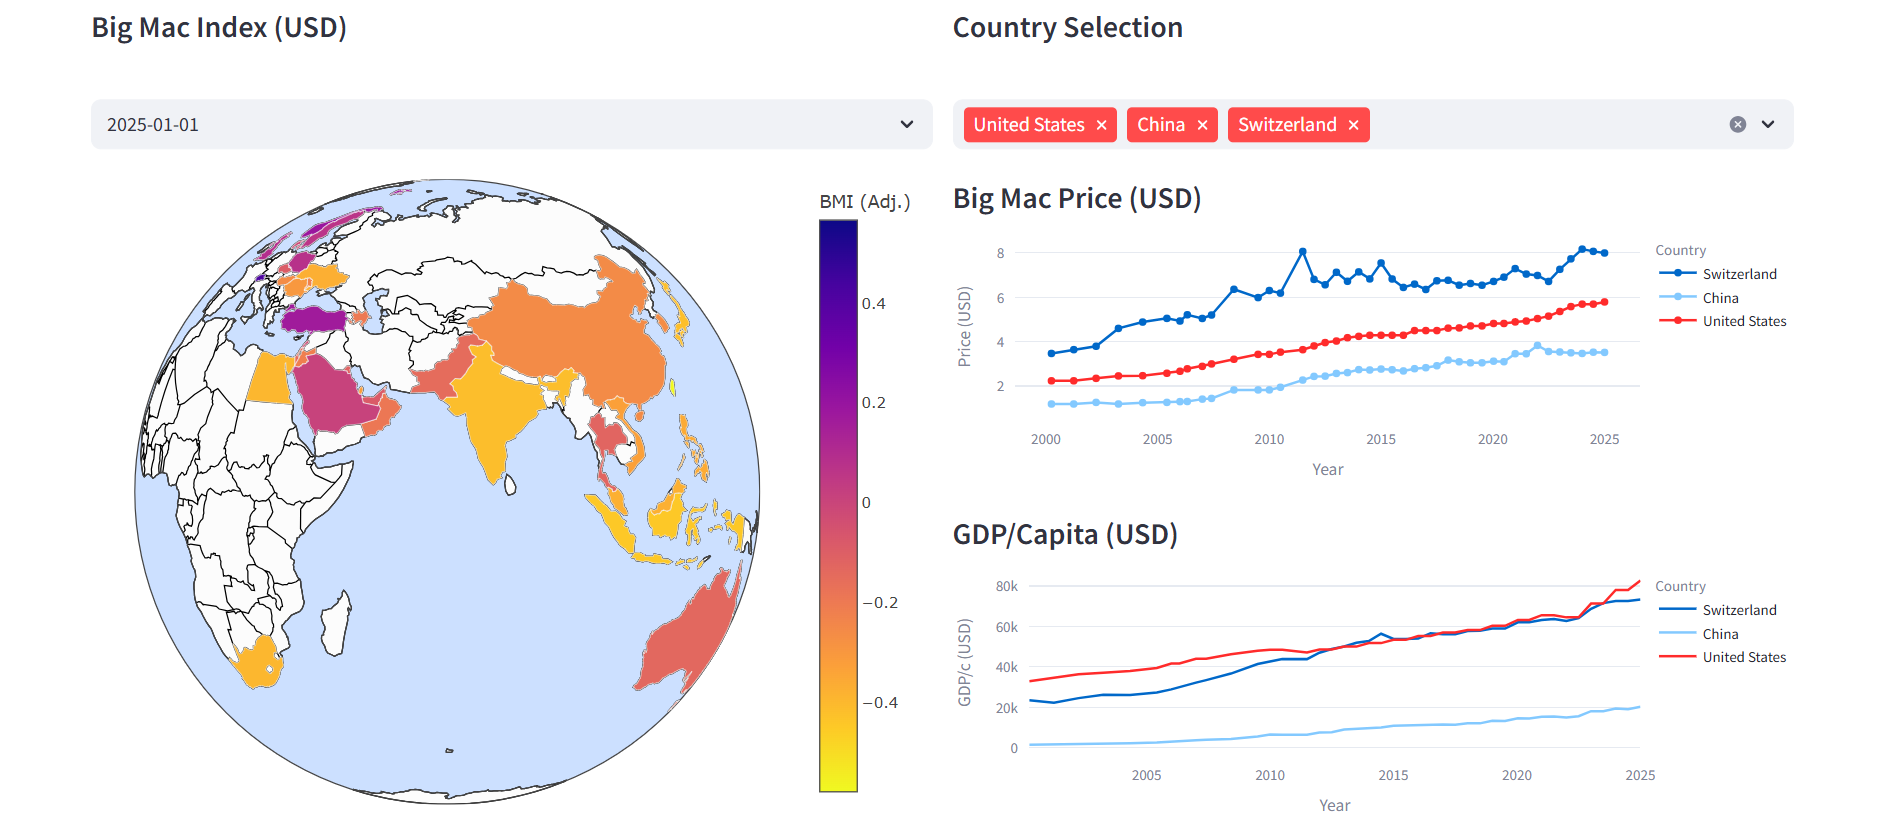 Big Mac Index (USD)
Country Selection
2025-01-01
United States ×
China ×
Switzerland ×
BMI (Adj.)
0.4
0.2
0
−0.2
−0.4
Big Mac Price (USD)
Price (USD)
8
6
4
2
2000
2005
2010
2015
2020
2025
Year
Country
Switzerland
China
United States
GDP/Capita (USD)
GDP/c (USD)
80k
60k
40k
20k
0
2005
2010
2015
2020
2025
Year
Country
Switzerland
China
United States